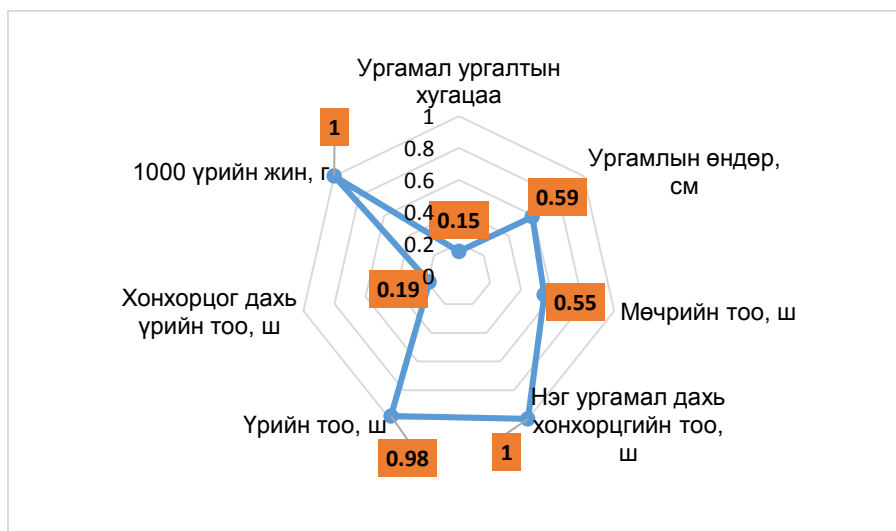 Ургамал ургалтын
хугацаа
1
0.8
0.6
0.4
0.2
0
0.15
Ургамлын өндөр,
см
0.59
Мөчрийн тоо, ш
0.55
Нэг ургамал дахь
хонхорцгийн тоо,
ш
1
Үрийн тоо, ш
0.98
Хонхорцог дахь
үрийн тоо, ш
0.19
1000 үрийн жин, г
1